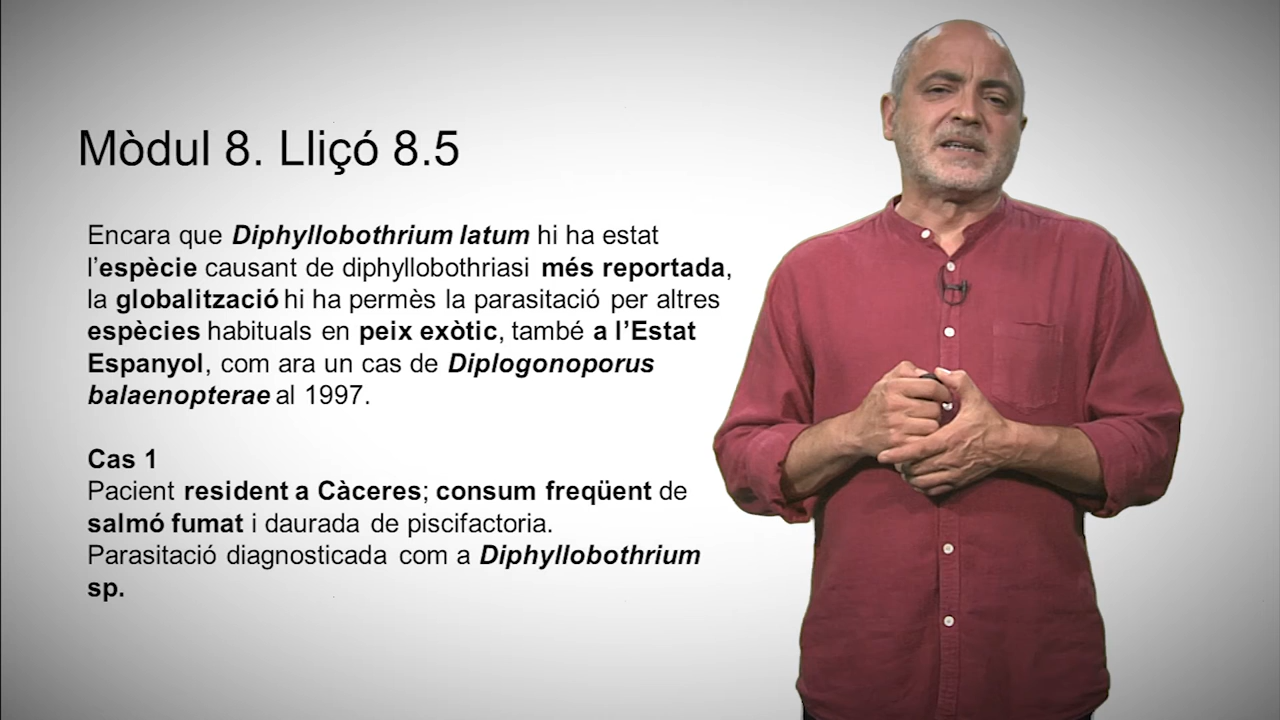 Mòdul 8. Lliçó 8.5
Encara que Diphyllobothrium latum hi ha estat
l’espècie causant de diphyllobothriasi més reportada,
la globalització hi ha permès la parasitació per altres
espècies habituals en peix exòtic, també a l’Estat
Espanyol, com ara un cas de Diplogonoporus
balaenopterae al 1997.
Cas 1
Pacient resident a Càceres; consum freqüent de
salmó fumat i daurada de piscifactoria.
Parasitació diagnosticada com a Diphyllobothrium
sp.